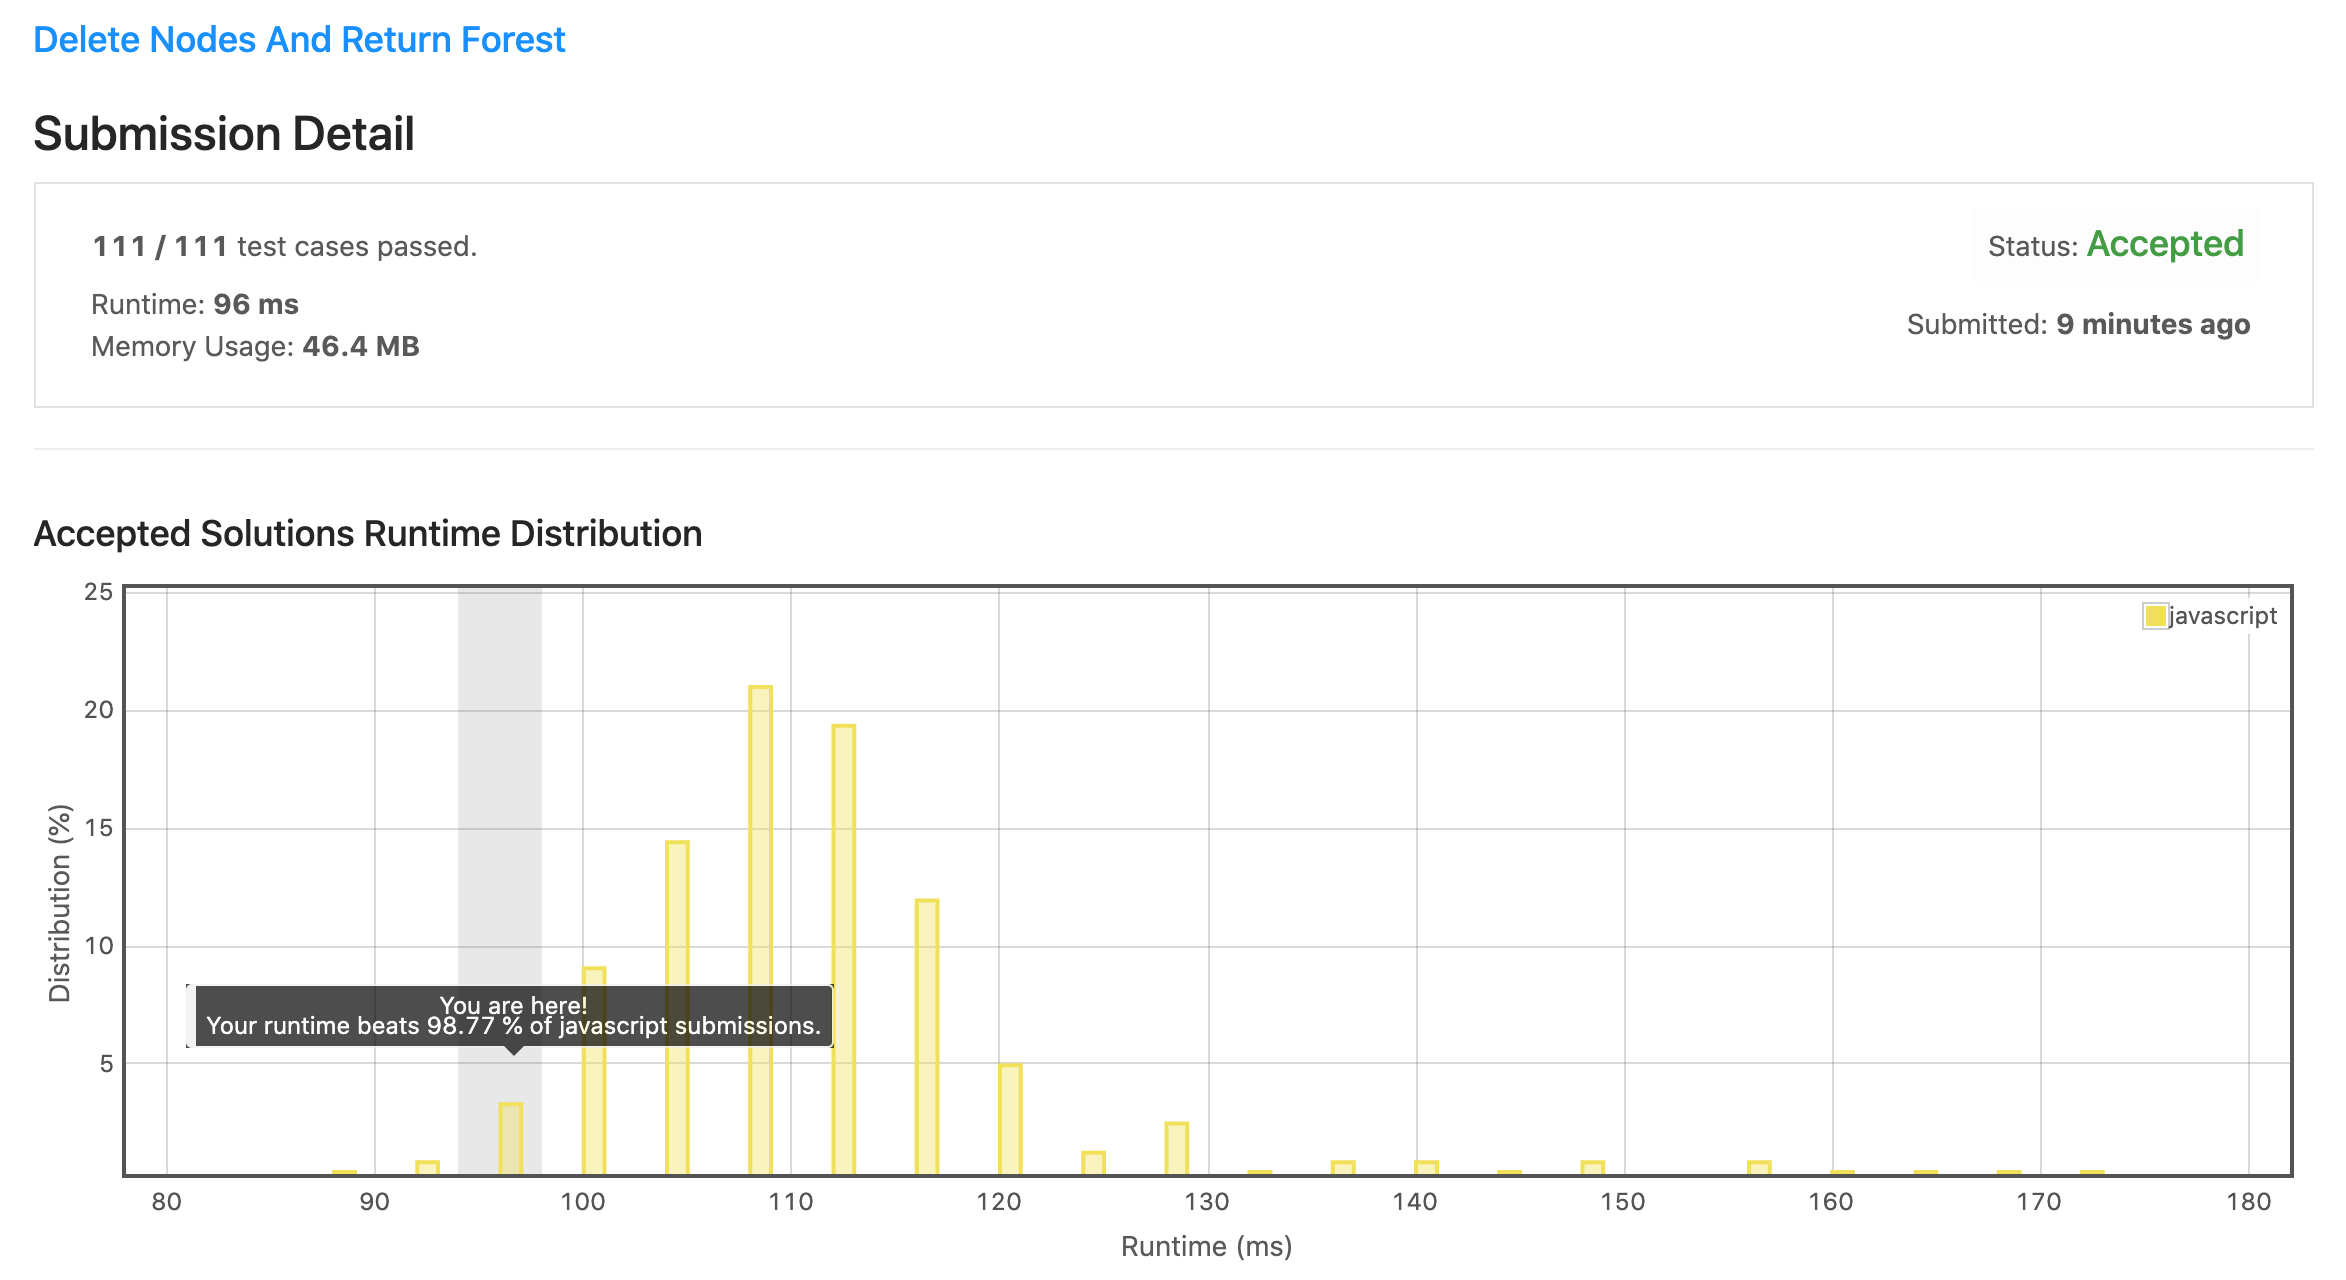 Delete Nodes And Return Forest
Submission Detail
111 / 111 test cases passed.
Status: Accepted
Runtime: 96 ms
Submitted: 9 minutes ago
Memory Usage: 46.4 MB
Accepted Solutions Runtime Distribution
25
javascript
20
15
Distribution (%)
10
You are here!
Your runtime beats 98.77 % of javascript submissions.
5
80 90 100 110 120 130 140 150 160 170 180
Runtime (ms)